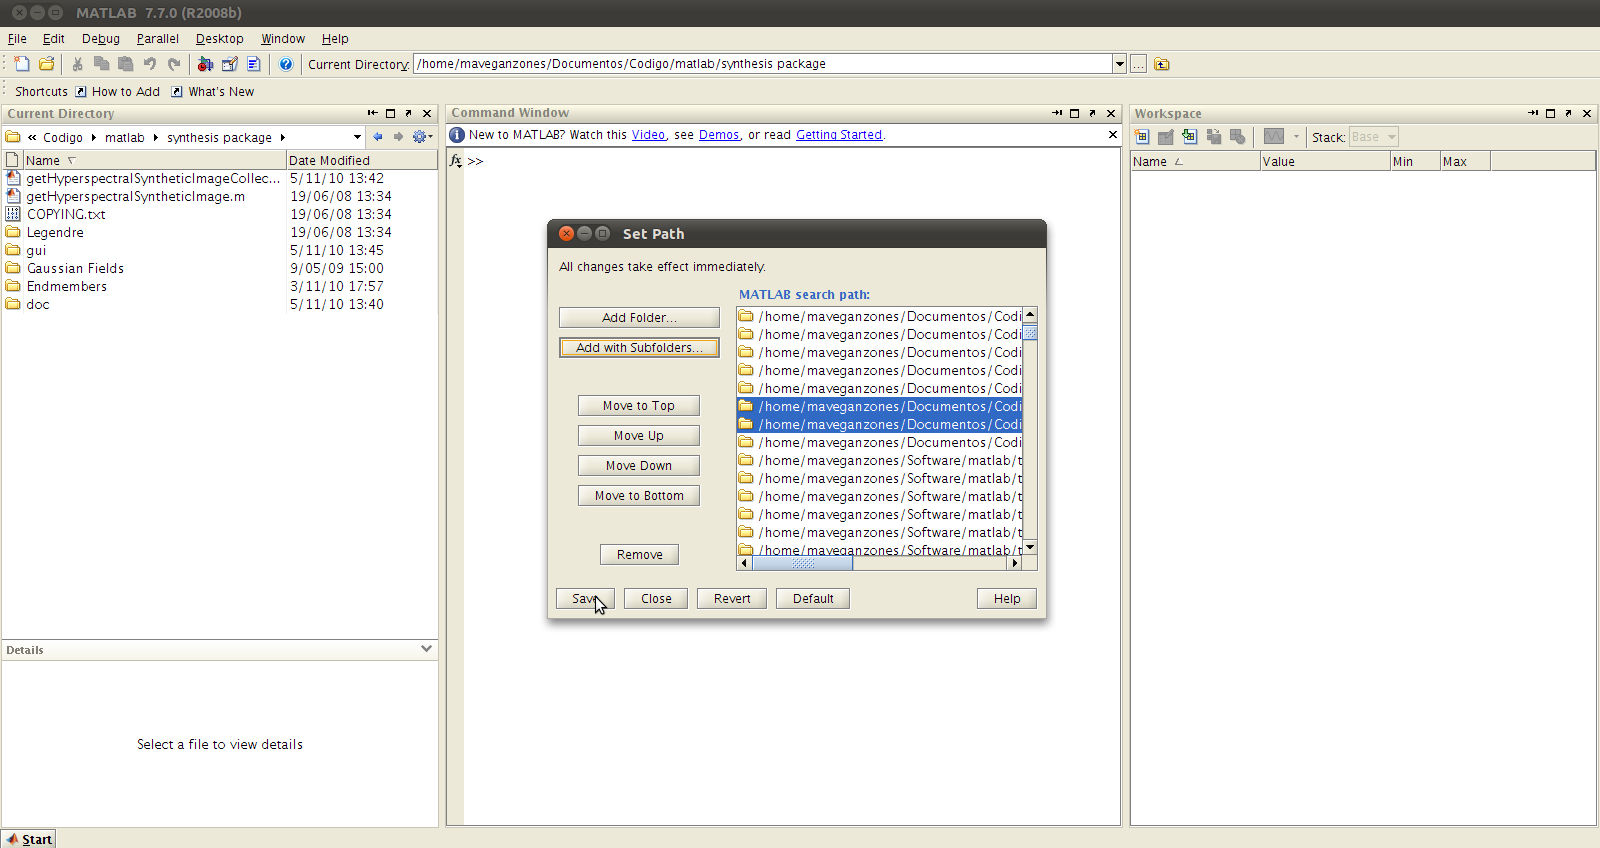 MATLAB 7.7.0 (R2008b)
File Edit Debug Parallel Desktop Window Help
Current Directory: /home/maveganzones/Documentos/Codigo/matlab/synthesis package
Shortcuts How to Add What's New
Current Directory
« Codigo matlab synthesis package
Name Date Modified
getHyperspectralSyntheticImageCollec... 5/11/10 13:42
getHyperspectralSyntheticImage.m 19/06/08 13:34
COPYING.txt 19/06/08 13:34
Legendre 19/06/08 13:34
gui 5/11/10 13:45
Gaussian Fields 9/05/09 15:00
Endmembers 3/11/10 17:57
doc 5/11/10 13:40
Details
Select a file to view details
Start
Command Window
New to MATLAB? Watch this Video, see Demos, or read Getting Started.
fx >>
Set Path
All changes take effect immediately.
Add Folder...
Add with Subfolders...
Move to Top
Move Up
Move Down
Move to Bottom
Remove
MATLAB search path:
/home/maveganzones/Documentos/Codi
/home/maveganzones/Documentos/Codi
/home/maveganzones/Documentos/Codi
/home/maveganzones/Documentos/Codi
/home/maveganzones/Documentos/Codi
/home/maveganzones/Documentos/Codi
/home/maveganzones/Documentos/Codi
/home/maveganzones/Documentos/Codi
/home/maveganzones/Software/matlab/t
/home/maveganzones/Software/matlab/t
/home/maveganzones/Software/matlab/t
/home/maveganzones/Software/matlab/t
/home/maveganzones/Software/matlab/t
/home/maveganzones/Software/matlab/t
Save Close Revert Default Help
Workspace
Stack: Base
Name Value Min Max